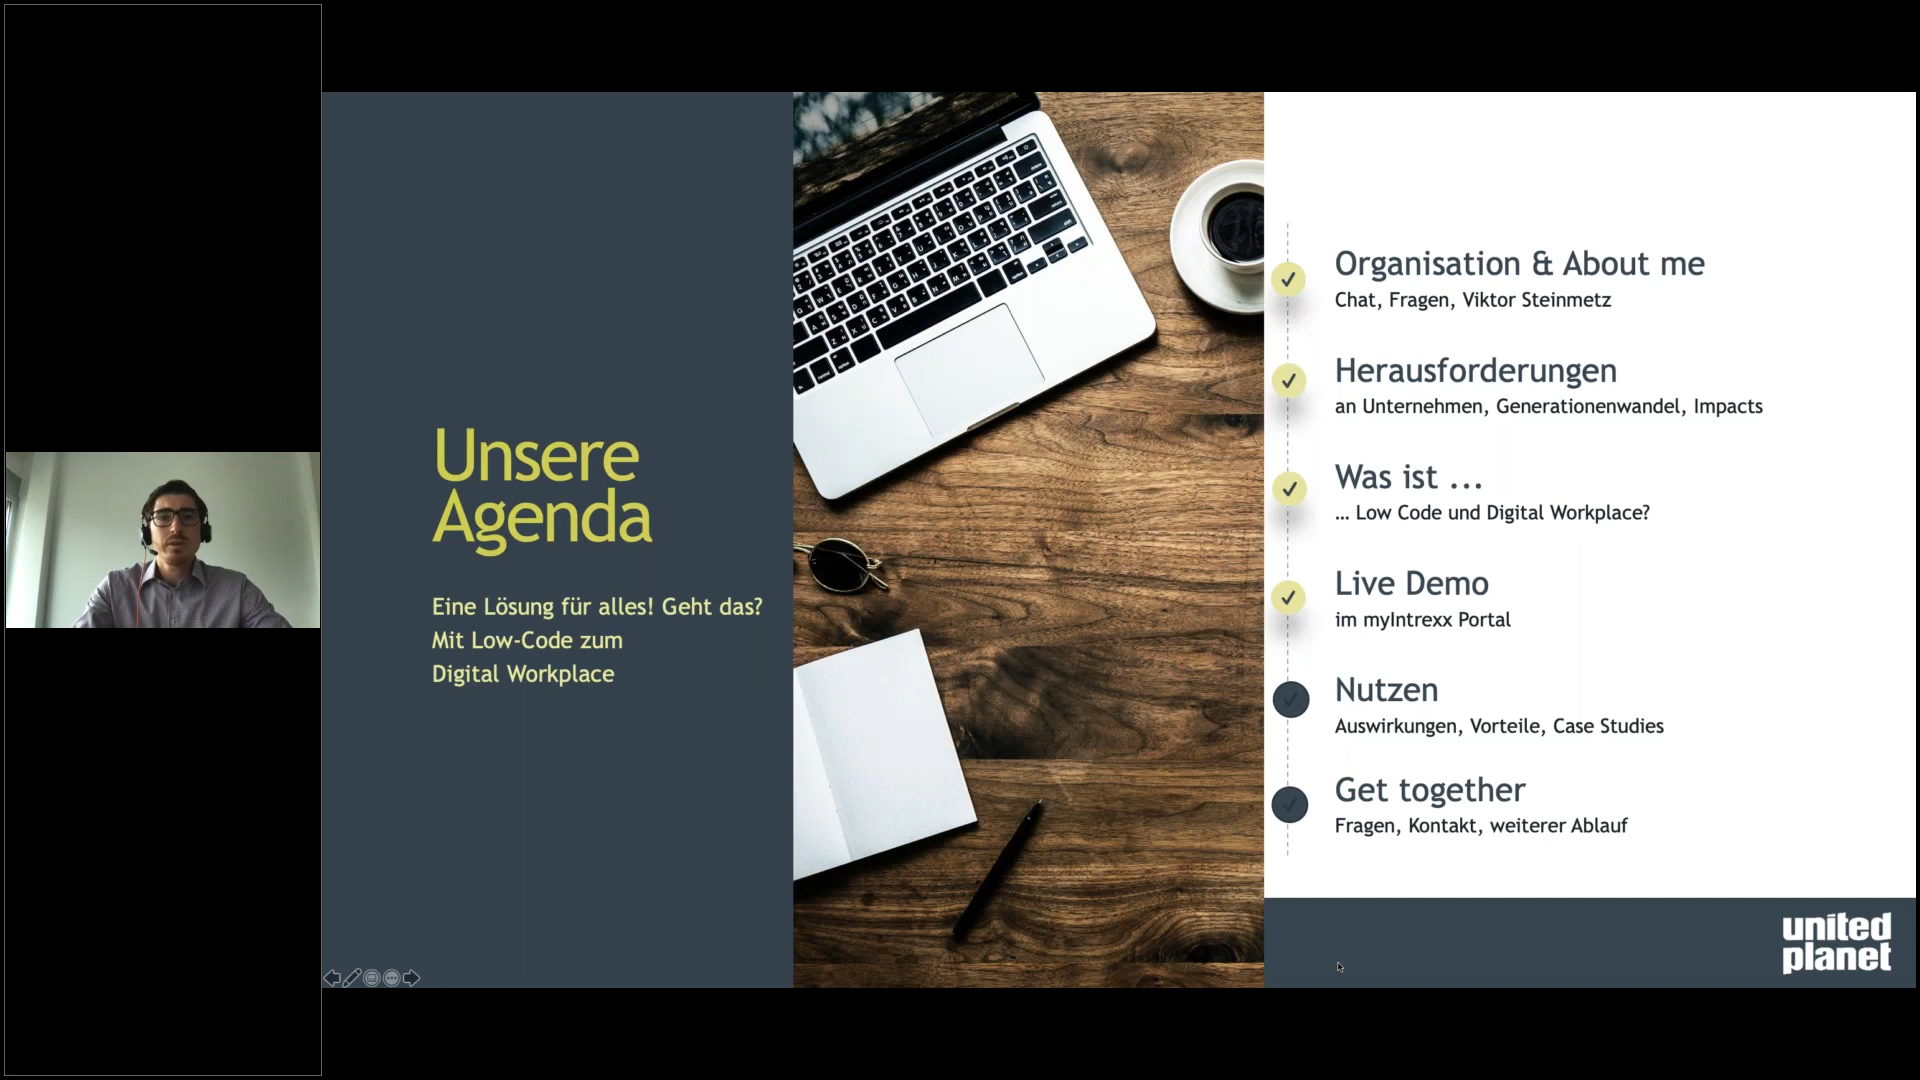 Unsere
Agenda
Eine Lösung für alles! Geht das?
Mit Low-Code zum
Digital Workplace
Organisation & About me
Chat, Fragen, Viktor Steinmetz
Herausforderungen
an Unternehmen, Generationenwandel, Impacts
Was ist ...
... Low Code und Digital Workplace?
Live Demo
im myIntrexx Portal
Nutzen
Auswirkungen, Vorteile, Case Studies
Get together
Fragen, Kontakt, weiterer Ablauf
united
planet